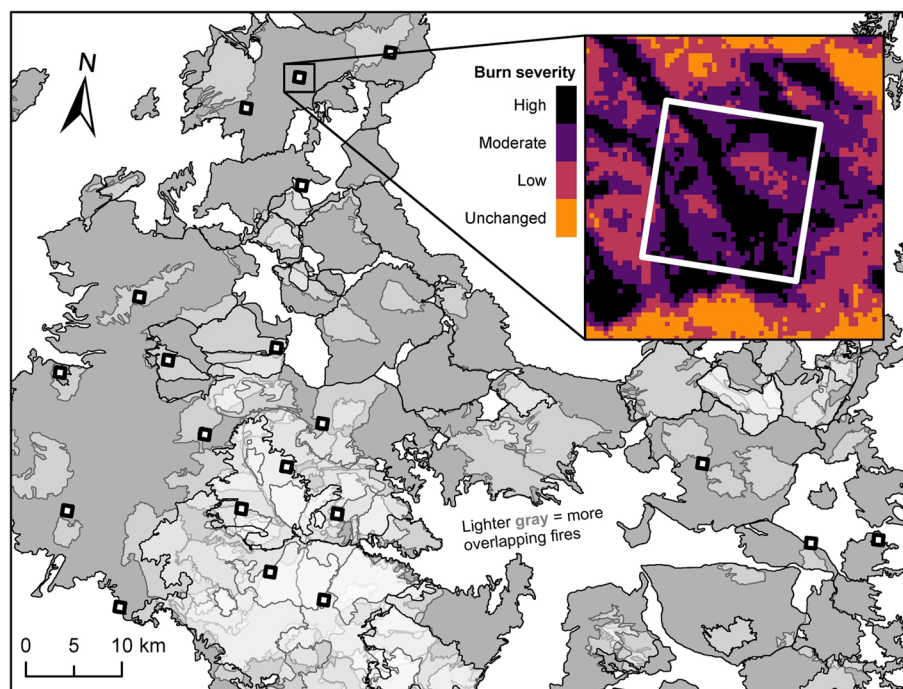 N
Burn severity
High
Moderate
Low
Unchanged
Lighter gray = more
overlapping fires
0 5 10 km